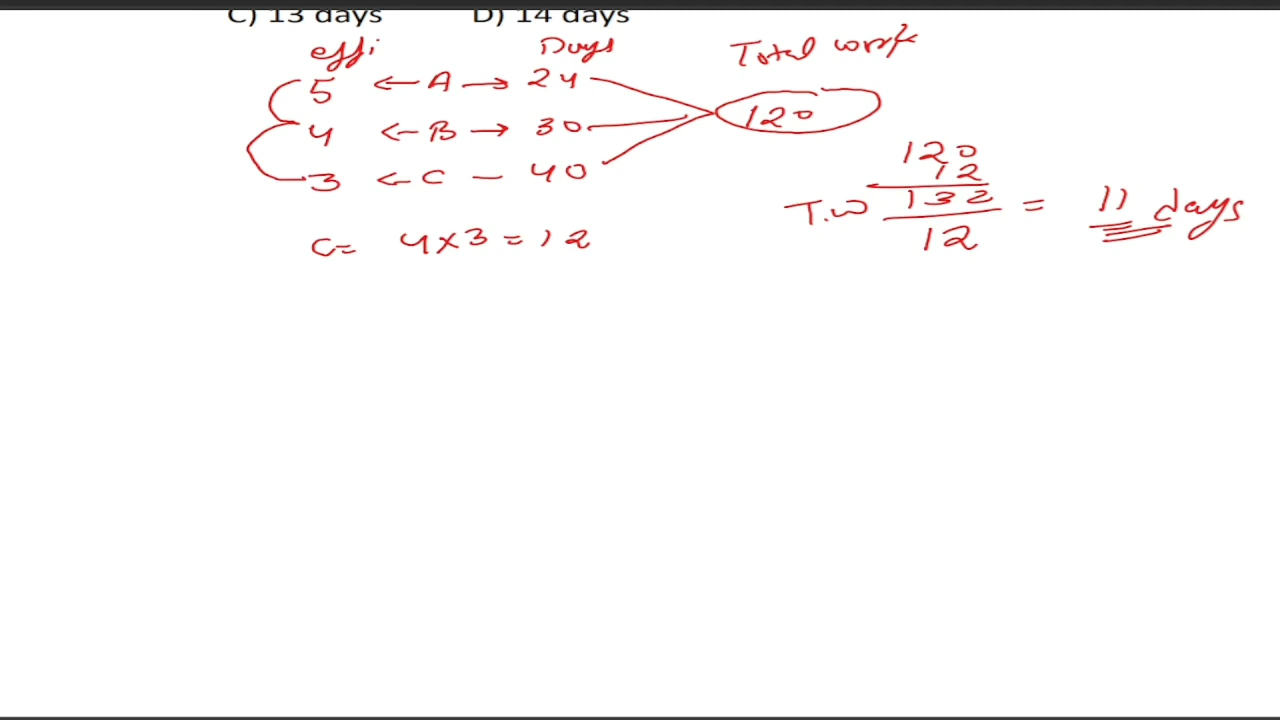 C) 13 days D) 14 days
effi Days Total work
5 ← A → 24
120
4 ← B → 30
3 ← C — 40
120
12
T.W 132 = 11 days
12
C= 4×3=12